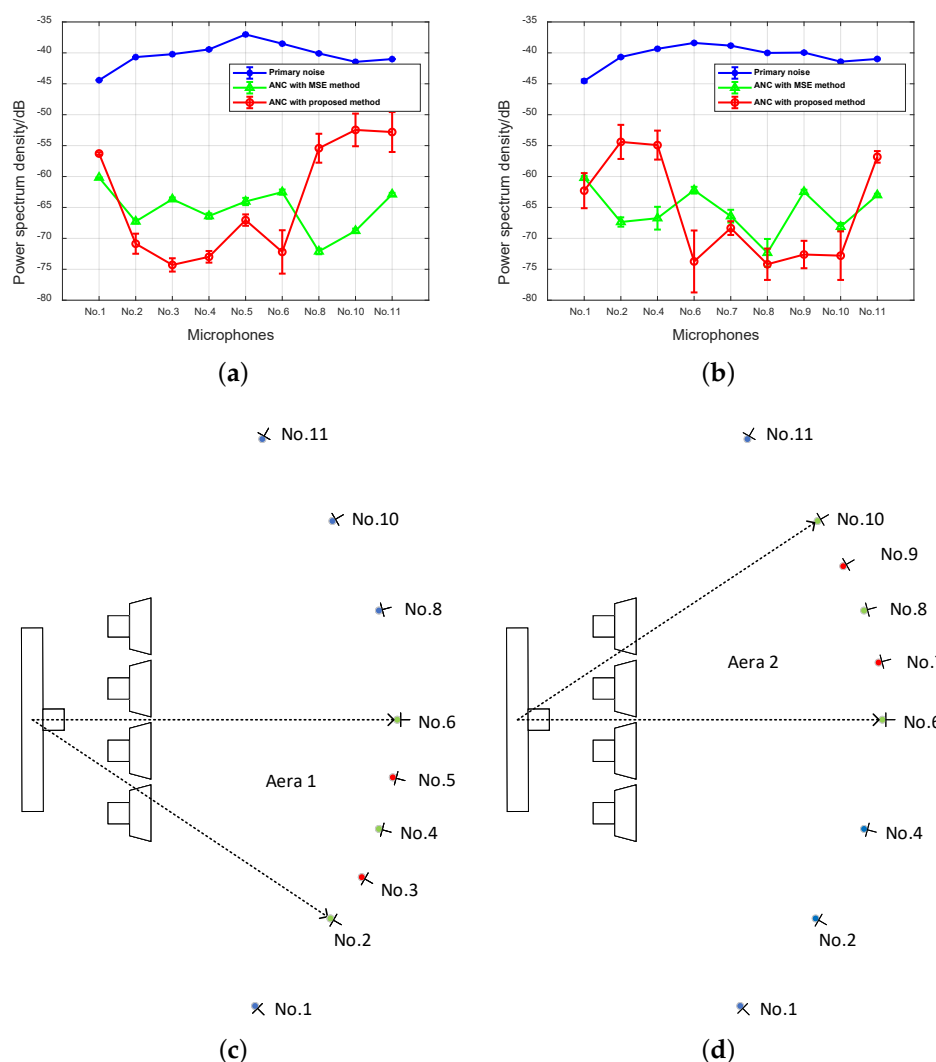 -35
-40
-45
-50
-55
-60
-65
-70
-75
-80
Power spectrum density/dB
Primary noise
ANC with MSE method
ANC with proposed method
No.1 No.2 No.3 No.4 No.5 No.6 No.8 No.10 No.11
Microphones
(a)
-35
-40
-45
-50
-55
-60
-65
-70
-75
-80
Power spectrum density/dB
Primary noise
ANC with MSE method
ANC with proposed method
No.1 No.2 No.4 No.6 No.7 No.8 No.9 No.10 No.11
Microphones
(b)
No.11
No.10
No.8
No.6
Aera 1
No.5
No.4
No.3
No.2
No.1
(c)
No.11
No.10
No.9
No.8
Aera 2
No.7
No.6
No.4
No.2
No.1
(d)